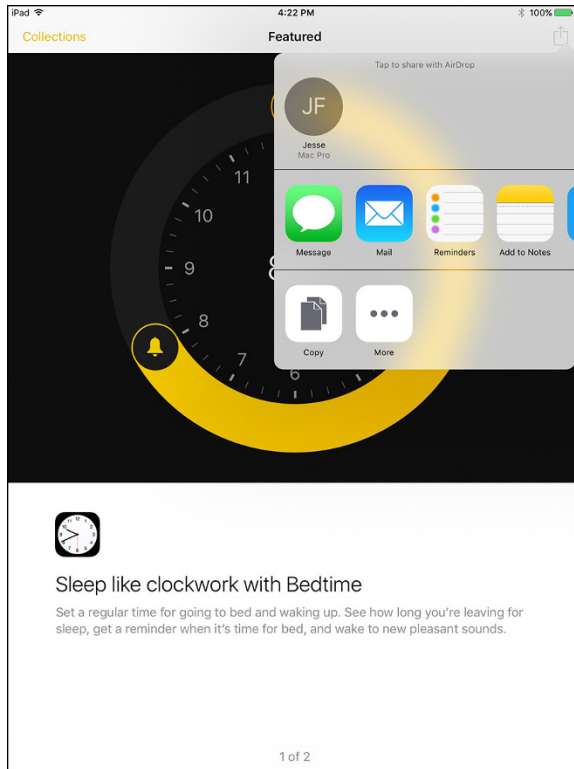 iPad 4:22 PM 100%
Collections Featured
Tap to share with AirDrop
JF
Jesse
Mac Pro
Message Mail Reminders Add to Notes
Copy More
11
10
9
8
8
7
6
Sleep like clockwork with Bedtime
Set a regular time for going to bed and waking up. See how long you're leaving for
sleep, get a reminder when it's time for bed, and wake to new pleasant sounds.
1 of 2